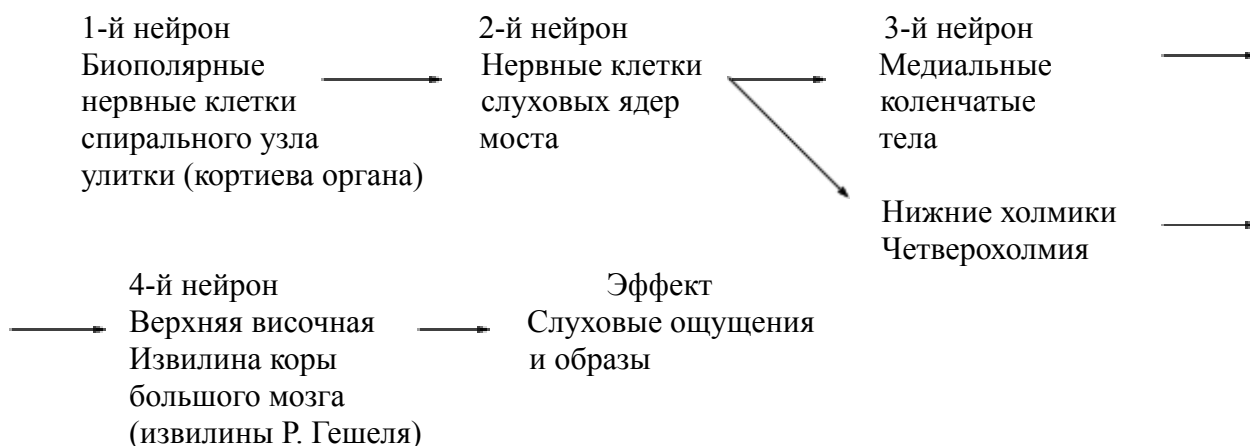 1-й нейрон
Биополярные
нервные клетки
спирального узла
улитки (кортиева органа)
2-й нейрон
Нервные клетки
слуховых ядер
моста
3-й нейрон
Медиальные
коленчатые
тела
Нижние холмики
Четверохолмия
4-й нейрон
Верхняя височная
Извилина коры
большого мозга
(извилины Р. Гешеля)
Эффект
Слуховые ощущения
и образы